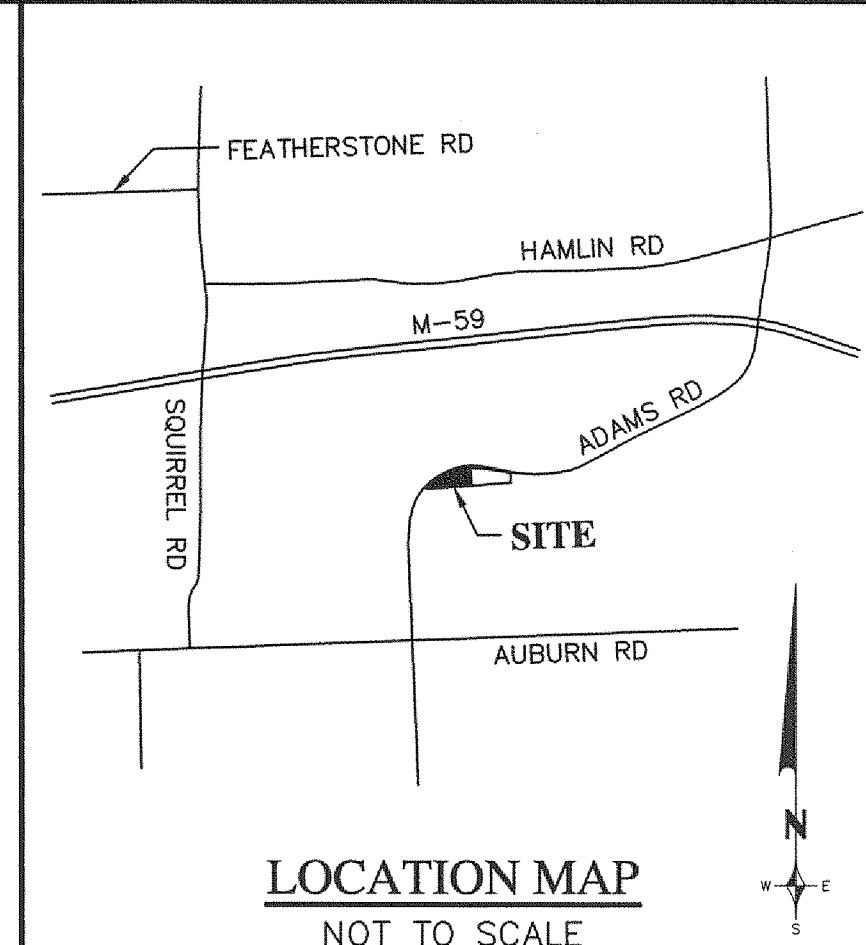 FEATHERSTONE RD
HAMLIN RD
M-59
ADAMS RD
SQUIRREL RD
SITE
AUBURN RD
N
W E
S
LOCATION MAP
NOT TO SCALE